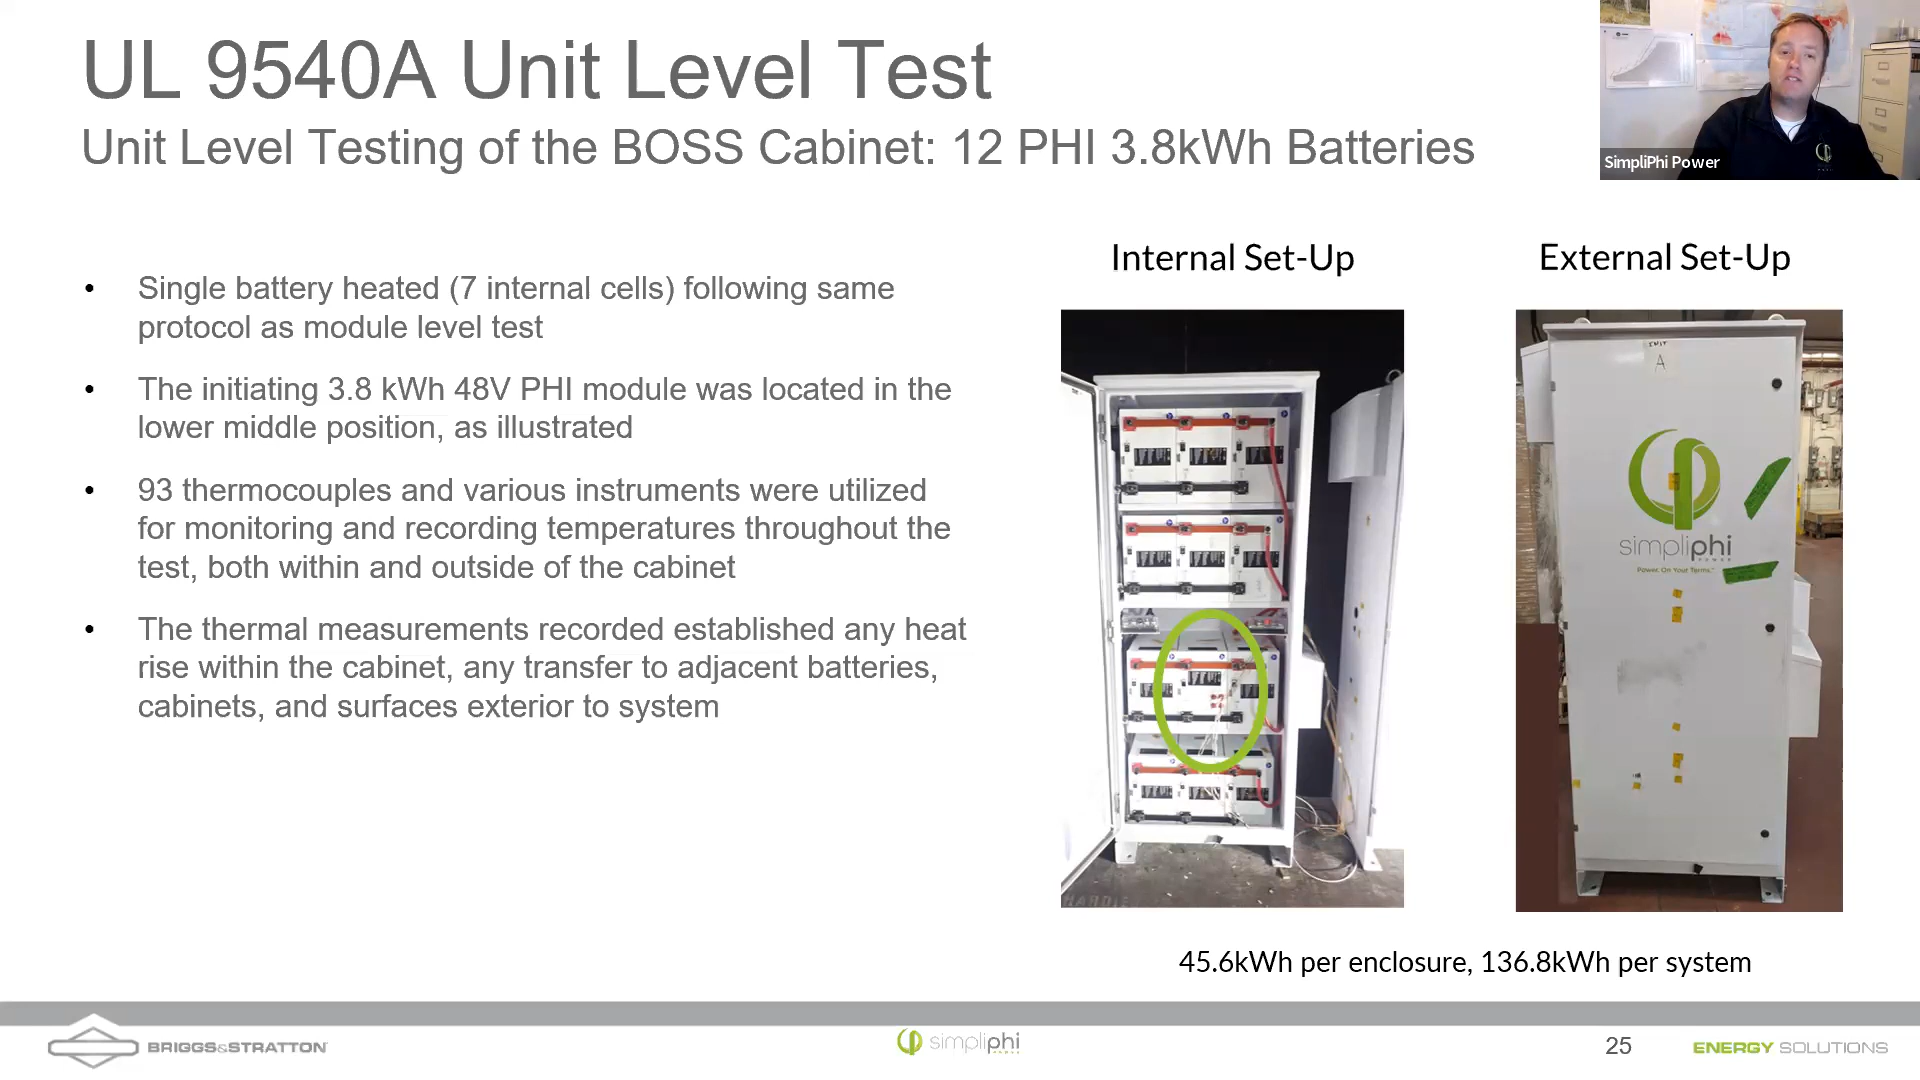 UL 9540A Unit Level Test
Unit Level Testing of the BOSS Cabinet: 12 PHI 3.8kWh Batteries
SimpliPhi Power
• Single battery heated (7 internal cells) following same
protocol as module level test
• The initiating 3.8 kWh 48V PHI module was located in the
lower middle position, as illustrated
• 93 thermocouples and various instruments were utilized
for monitoring and recording temperatures throughout the
test, both within and outside of the cabinet
• The thermal measurements recorded established any heat
rise within the cabinet, any transfer to adjacent batteries,
cabinets, and surfaces exterior to system
Internal Set-Up
External Set-Up
A
simpliphi
POWER
Power. On Your Terms.™
45.6kWh per enclosure, 136.8kWh per system
BRIGGS&STRATTON
simpliphi
25
ENERGY SOLUTIONS